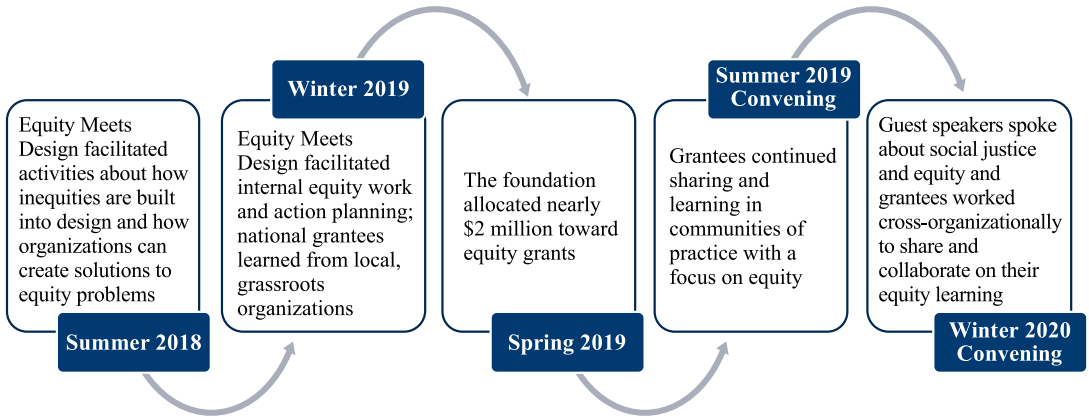 Equity Meets
Design facilitated
activities about how
inequities are built
into design and how
organizations can
create solutions to
equity problems
Summer 2018
Winter 2019
Equity Meets
Design facilitated
internal equity work
and action planning;
national grantees
learned from local,
grassroots
organizations
The foundation
allocated nearly
$2 million toward
equity grants
Spring 2019
Summer 2019
Convening
Grantees continued
sharing and
learning in
communities of
practice with a
focus on equity
Guest speakers spoke
about social justice
and equity and
grantees worked
cross-organizationally
to share and
collaborate on their
equity learning
Winter 2020
Convening